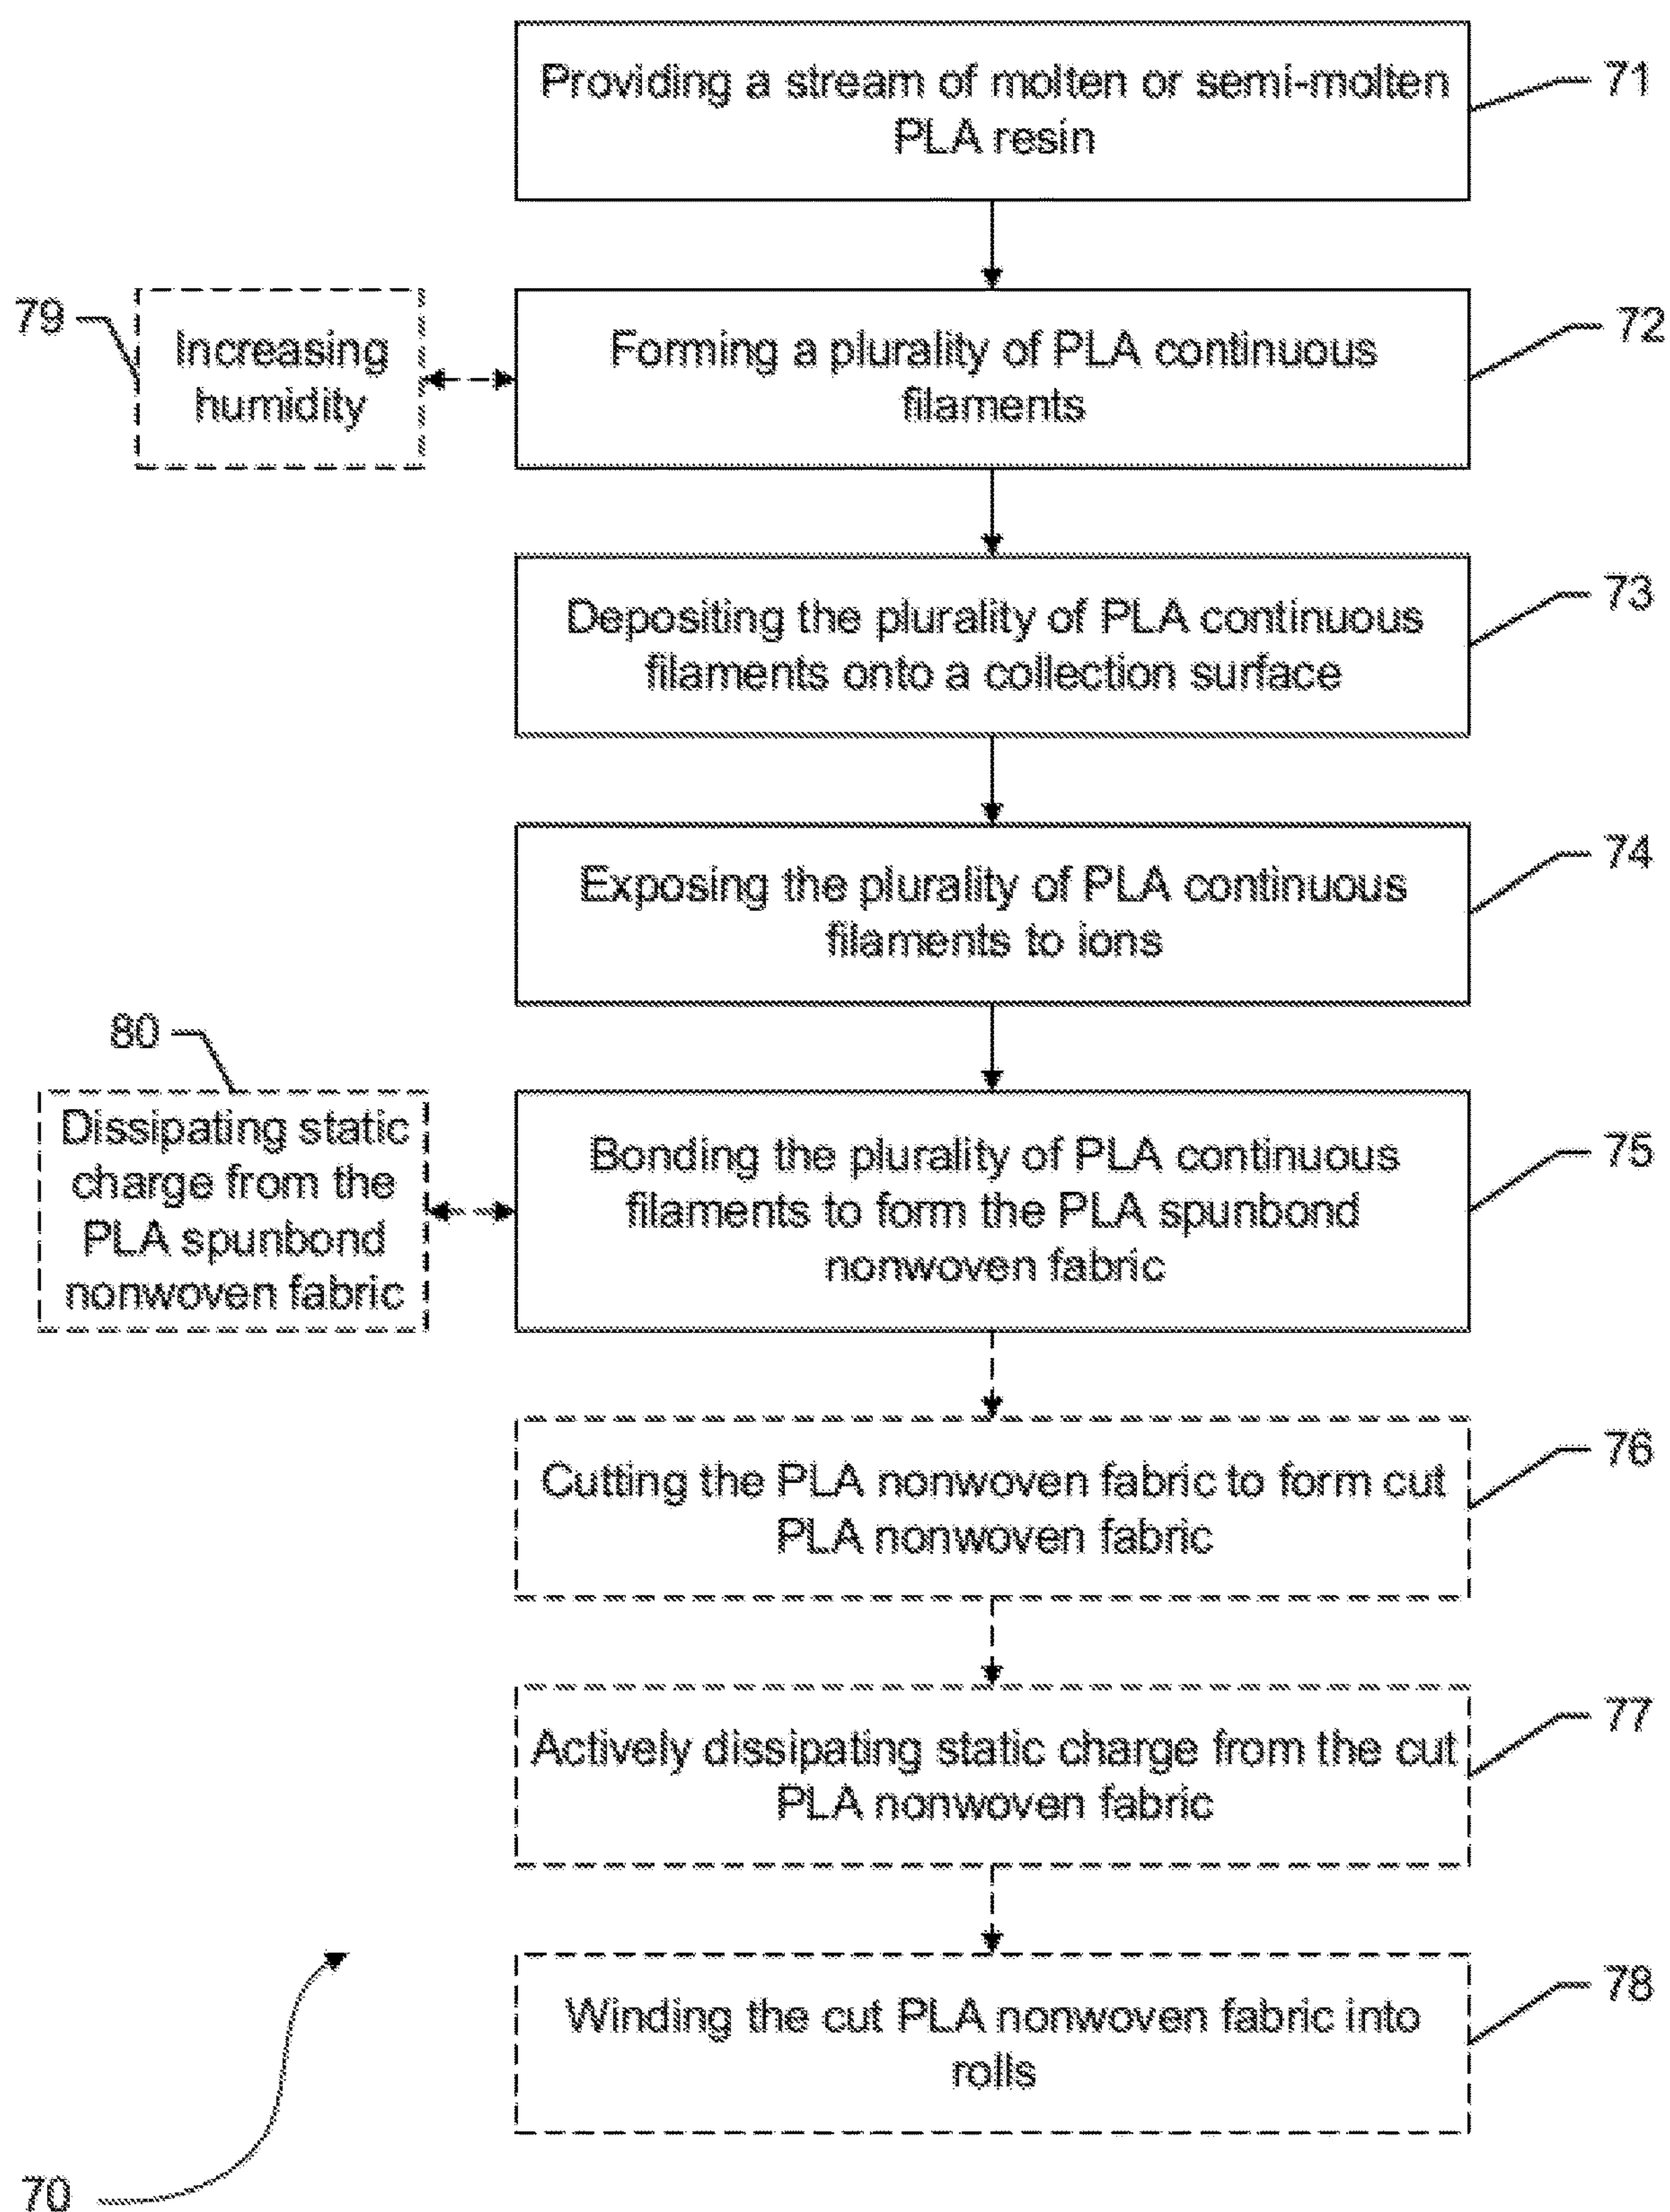 Providing a stream of molten or semi-molten
PLA resin
71
79
Increasing
humidity
Forming a plurality of PLA continuous
filaments
72
Depositing the plurality of PLA continuous
filaments onto a collection surface
73
Exposing the plurality of PLA continuous
filaments to ions
74
80
Dissipating static
charge from the
PLA spunbond
nonwoven fabric
Bonding the plurality of PLA continuous
filaments to form the PLA spunbond
nonwoven fabric
75
Cutting the PLA nonwoven fabric to form cut
PLA nonwoven fabric
76
Actively dissipating static charge from the cut
PLA nonwoven fabric
77
Winding the cut PLA nonwoven fabric into
rolls
78
70